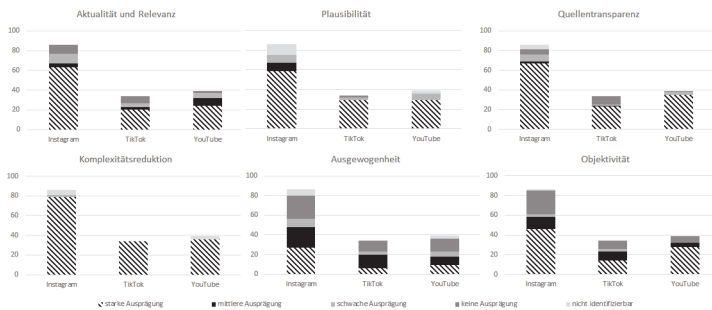 Aktualität und Relevanz
Plausibilität
Quellentransparenz
100
80
60
40
20
0
Instagram
TikTok
YouTube
100
80
60
40
20
0
Instagram
TikTok
YouTube
100
80
60
40
20
0
Instagram
TikTok
YouTube
Komplexitätsreduktion
Ausgewogenheit
Objektivität
100
80
60
40
20
0
Instagram
TikTok
YouTube
100
80
60
40
20
0
Instagram
TikTok
YouTube
100
80
60
40
20
0
Instagram
TikTok
YouTube
starke Ausprägung
mittlere Ausprägung
schwache Ausprägung
keine Ausprägung
nicht identifizierbar